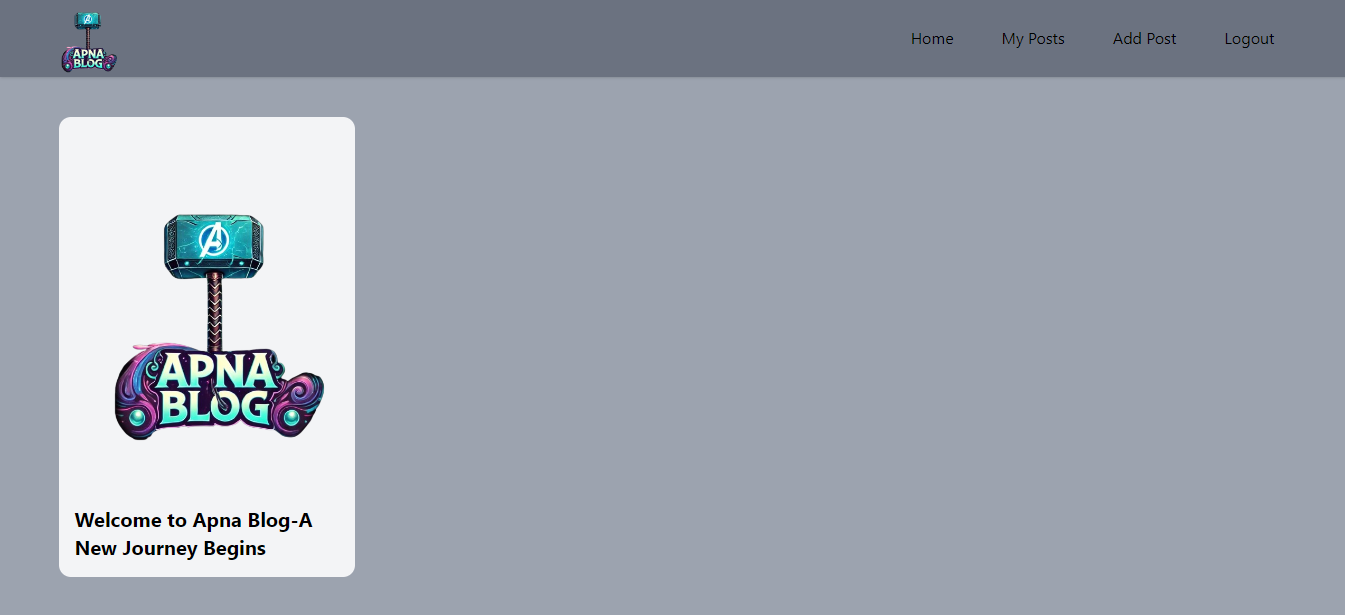 APNA
BLOG
Home
My Posts
Add Post
Logout
APNA
BLOG
Welcome to Apna Blog-A
New Journey Begins